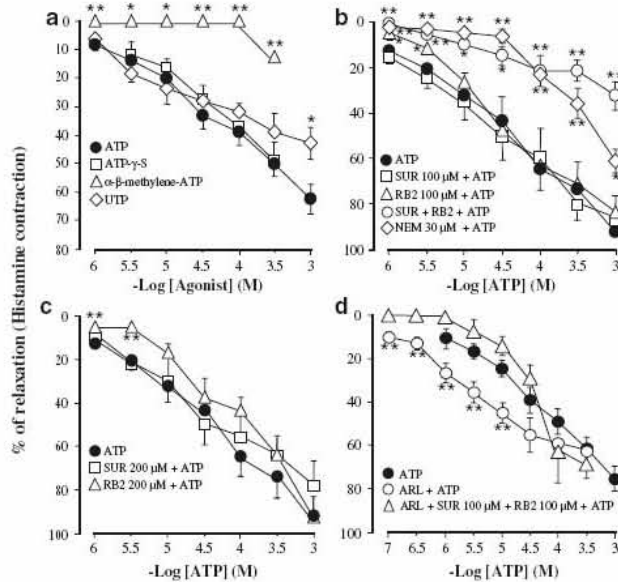 % of relaxation (Histamine contraction)
a
** * * * * **
*
0
10
20
30
40
50
60
70
80
ATP
ATP-γ-S
α-β-methylene-ATP
UTP
6 5.5 5 4.5 4 3.5 3
-Log [Agonist] (M)
b
** ** ** ** ** ** **
* * * * ** ** *
0
20
40
60
80
100
ATP
SUR 100 µM + ATP
RB2 100 µM + ATP
SUR + RB2 + ATP
NEM 30 µM + ATP
6 5.5 5 4.5 4 3.5 3
-Log [ATP] (M)
c
** **
0
20
40
60
80
100
ATP
SUR 200 µM + ATP
RB2 200 µM + ATP
6 5.5 5 4.5 4 3.5 3
-Log [ATP] (M)
d
** ** ** ** **
0
20
40
60
80
100
ATP
ARL + ATP
ARL + SUR 100 µM + RB2 100 µM + ATP
7 6.5 6 5.5 5 4.5 4 3.5 3
-Log [ATP] (M)